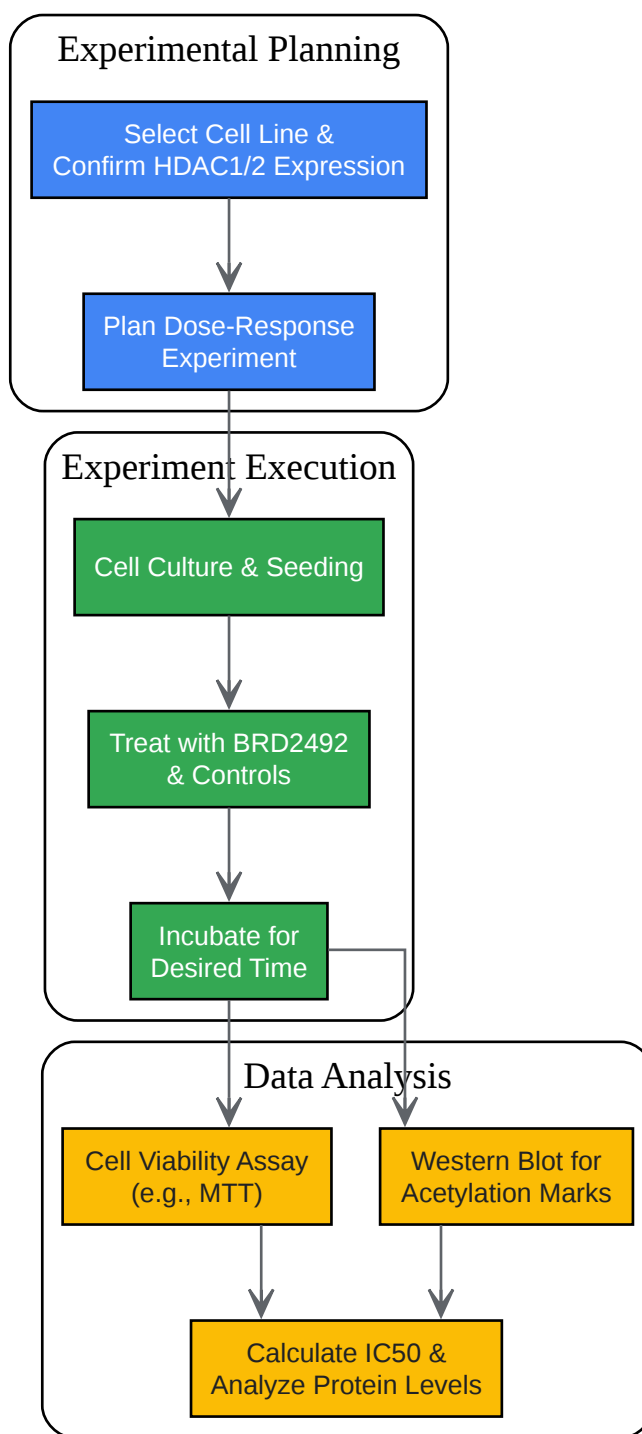 Experimental Planning
Select Cell Line &
Confirm HDAC1/2 Expression
Plan Dose-Response
Experiment
Experiment Execution
Cell Culture & Seeding
Treat with BRD2492
& Controls
Incubate for
Desired Time
Data Analysis
Cell Viability Assay
(e.g., MTT)
Western Blot for
Acetylation Marks
Calculate IC50 &
Analyze Protein Levels